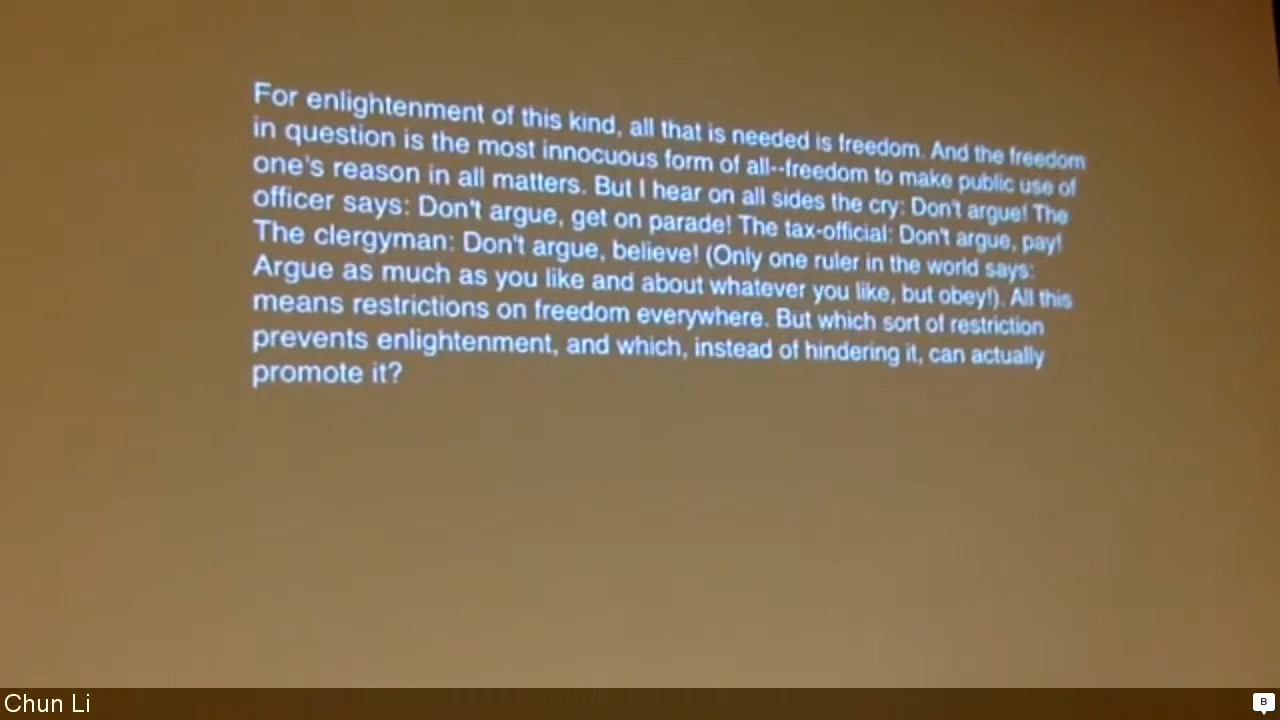 For enlightenment of this kind, all that is needed is freedom. And the freedom
in question is the most innocuous form of all--freedom to make public use of
one's reason in all matters. But I hear on all sides the cry: Don't argue! The
officer says: Don't argue, get on parade! The tax-official: Don't argue, pay!
The clergyman: Don't argue, believe! (Only one ruler in the world says:
Argue as much as you like and about whatever you like, but obey!). All this
means restrictions on freedom everywhere. But which sort of restriction
prevents enlightenment, and which, instead of hindering it, can actually
promote it?
Chun Li
B